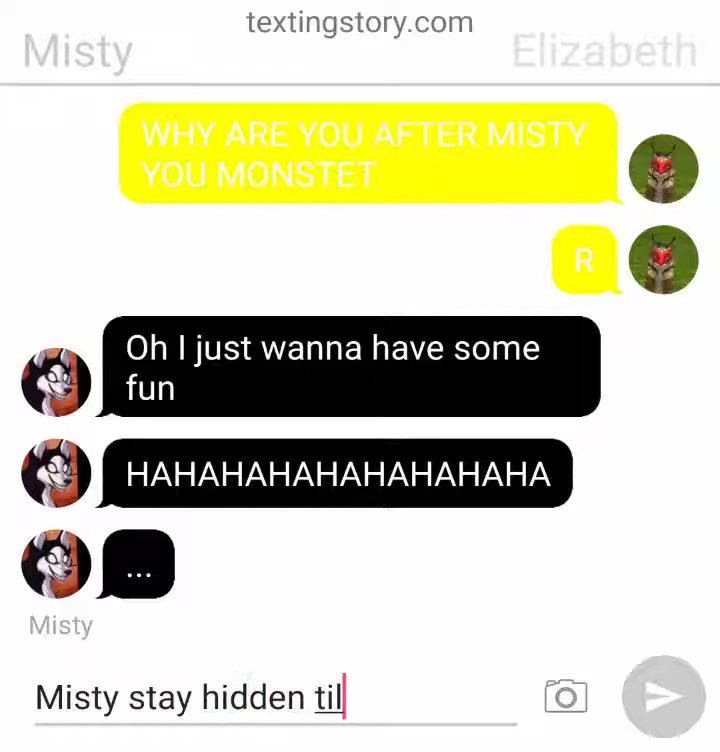 textingstory.com
Misty
Elizabeth
WHY ARE YOU AFTER MISTY
YOU MONSTET
R
Oh I just wanna have some
fun
HAHAHAHAHAHAHAHAHA
...
Misty
Misty stay hidden til